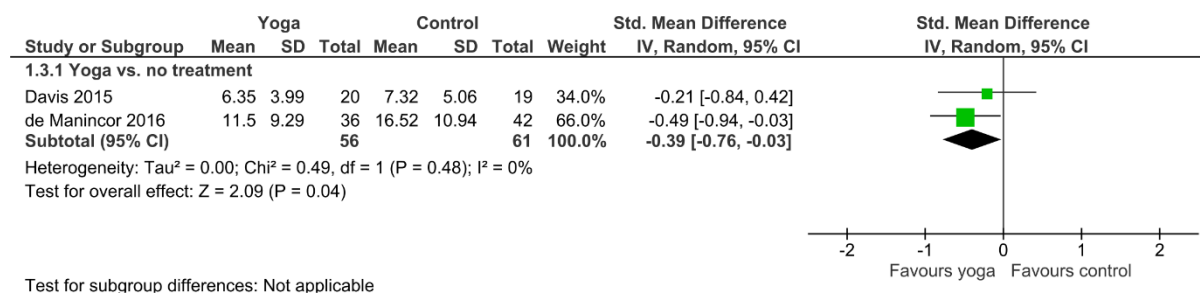 Yoga Control Std. Mean Difference Std. Mean Difference
Study or Subgroup Mean SD Total Mean SD Total Weight IV, Random, 95% CI IV, Random, 95% CI
1.3.1 Yoga vs. no treatment
Davis 2015 6.35 3.99 20 7.32 5.06 19 34.0% -0.21 [-0.84, 0.42]
de Manincor 2016 11.5 9.29 36 16.52 10.94 42 66.0% -0.49 [-0.94, -0.03]
Subtotal (95% CI) 56 61 100.0% -0.39 [-0.76, -0.03]
Heterogeneity: Tau² = 0.00; Chi² = 0.49, df = 1 (P = 0.48); I² = 0%
Test for overall effect: Z = 2.09 (P = 0.04)
-2 -1 0 1 2
Favours yoga Favours control
Test for subgroup differences: Not applicable